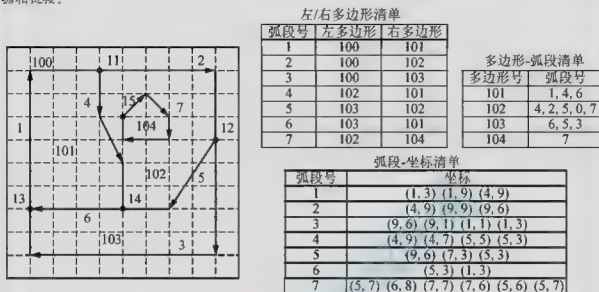 左/右多边形清单
弧段号 左多边形 右多边形
1 100 101
2 100 102
3 100 103
4 102 101
5 103 102
6 103 101
7 102 104
多边形-弧段清单
多边形号 弧段号
101 1, 4, 6
102 4, 2, 5, 0, 7
103 6, 5, 3
104 7
弧段-坐标清单
弧段号 坐标
1 (1, 3) (1, 9) (4, 9)
2 (4, 9) (9, 9) (9, 6)
3 (9, 6) (9, 1) (1, 1) (1, 3)
4 (4, 9) (4, 7) (5, 5) (5, 3)
5 (9, 6) (7, 3) (5, 3)
6 (5, 3) (1, 3)
7 (5, 7) (6, 8) (7, 7) (7, 6) (5, 6) (5, 7)
100 11 2
4 15 7
1 104 12
101
102 5
13 14
6
103 3